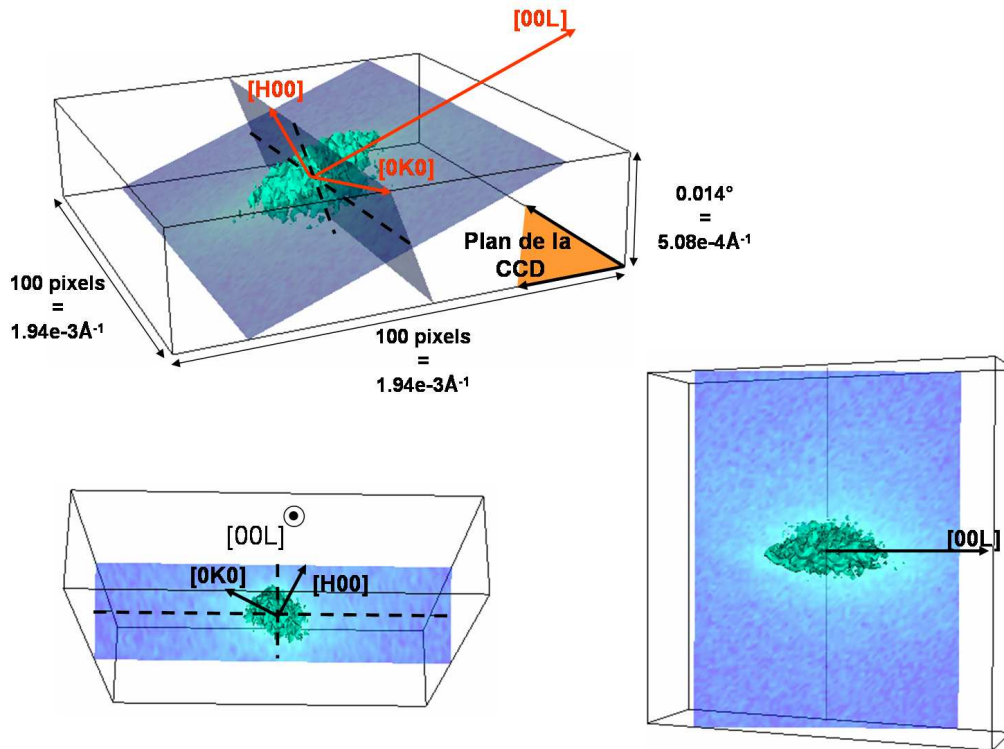 [00L]
[H00]
[0K0]
0.014°
=
5.08e-4Å-1
Plan de la
CCD
100 pixels
=
1.94e-3Å-1
100 pixels
=
1.94e-3Å-1
[00L]
[00L]
[0K0]
[H00]